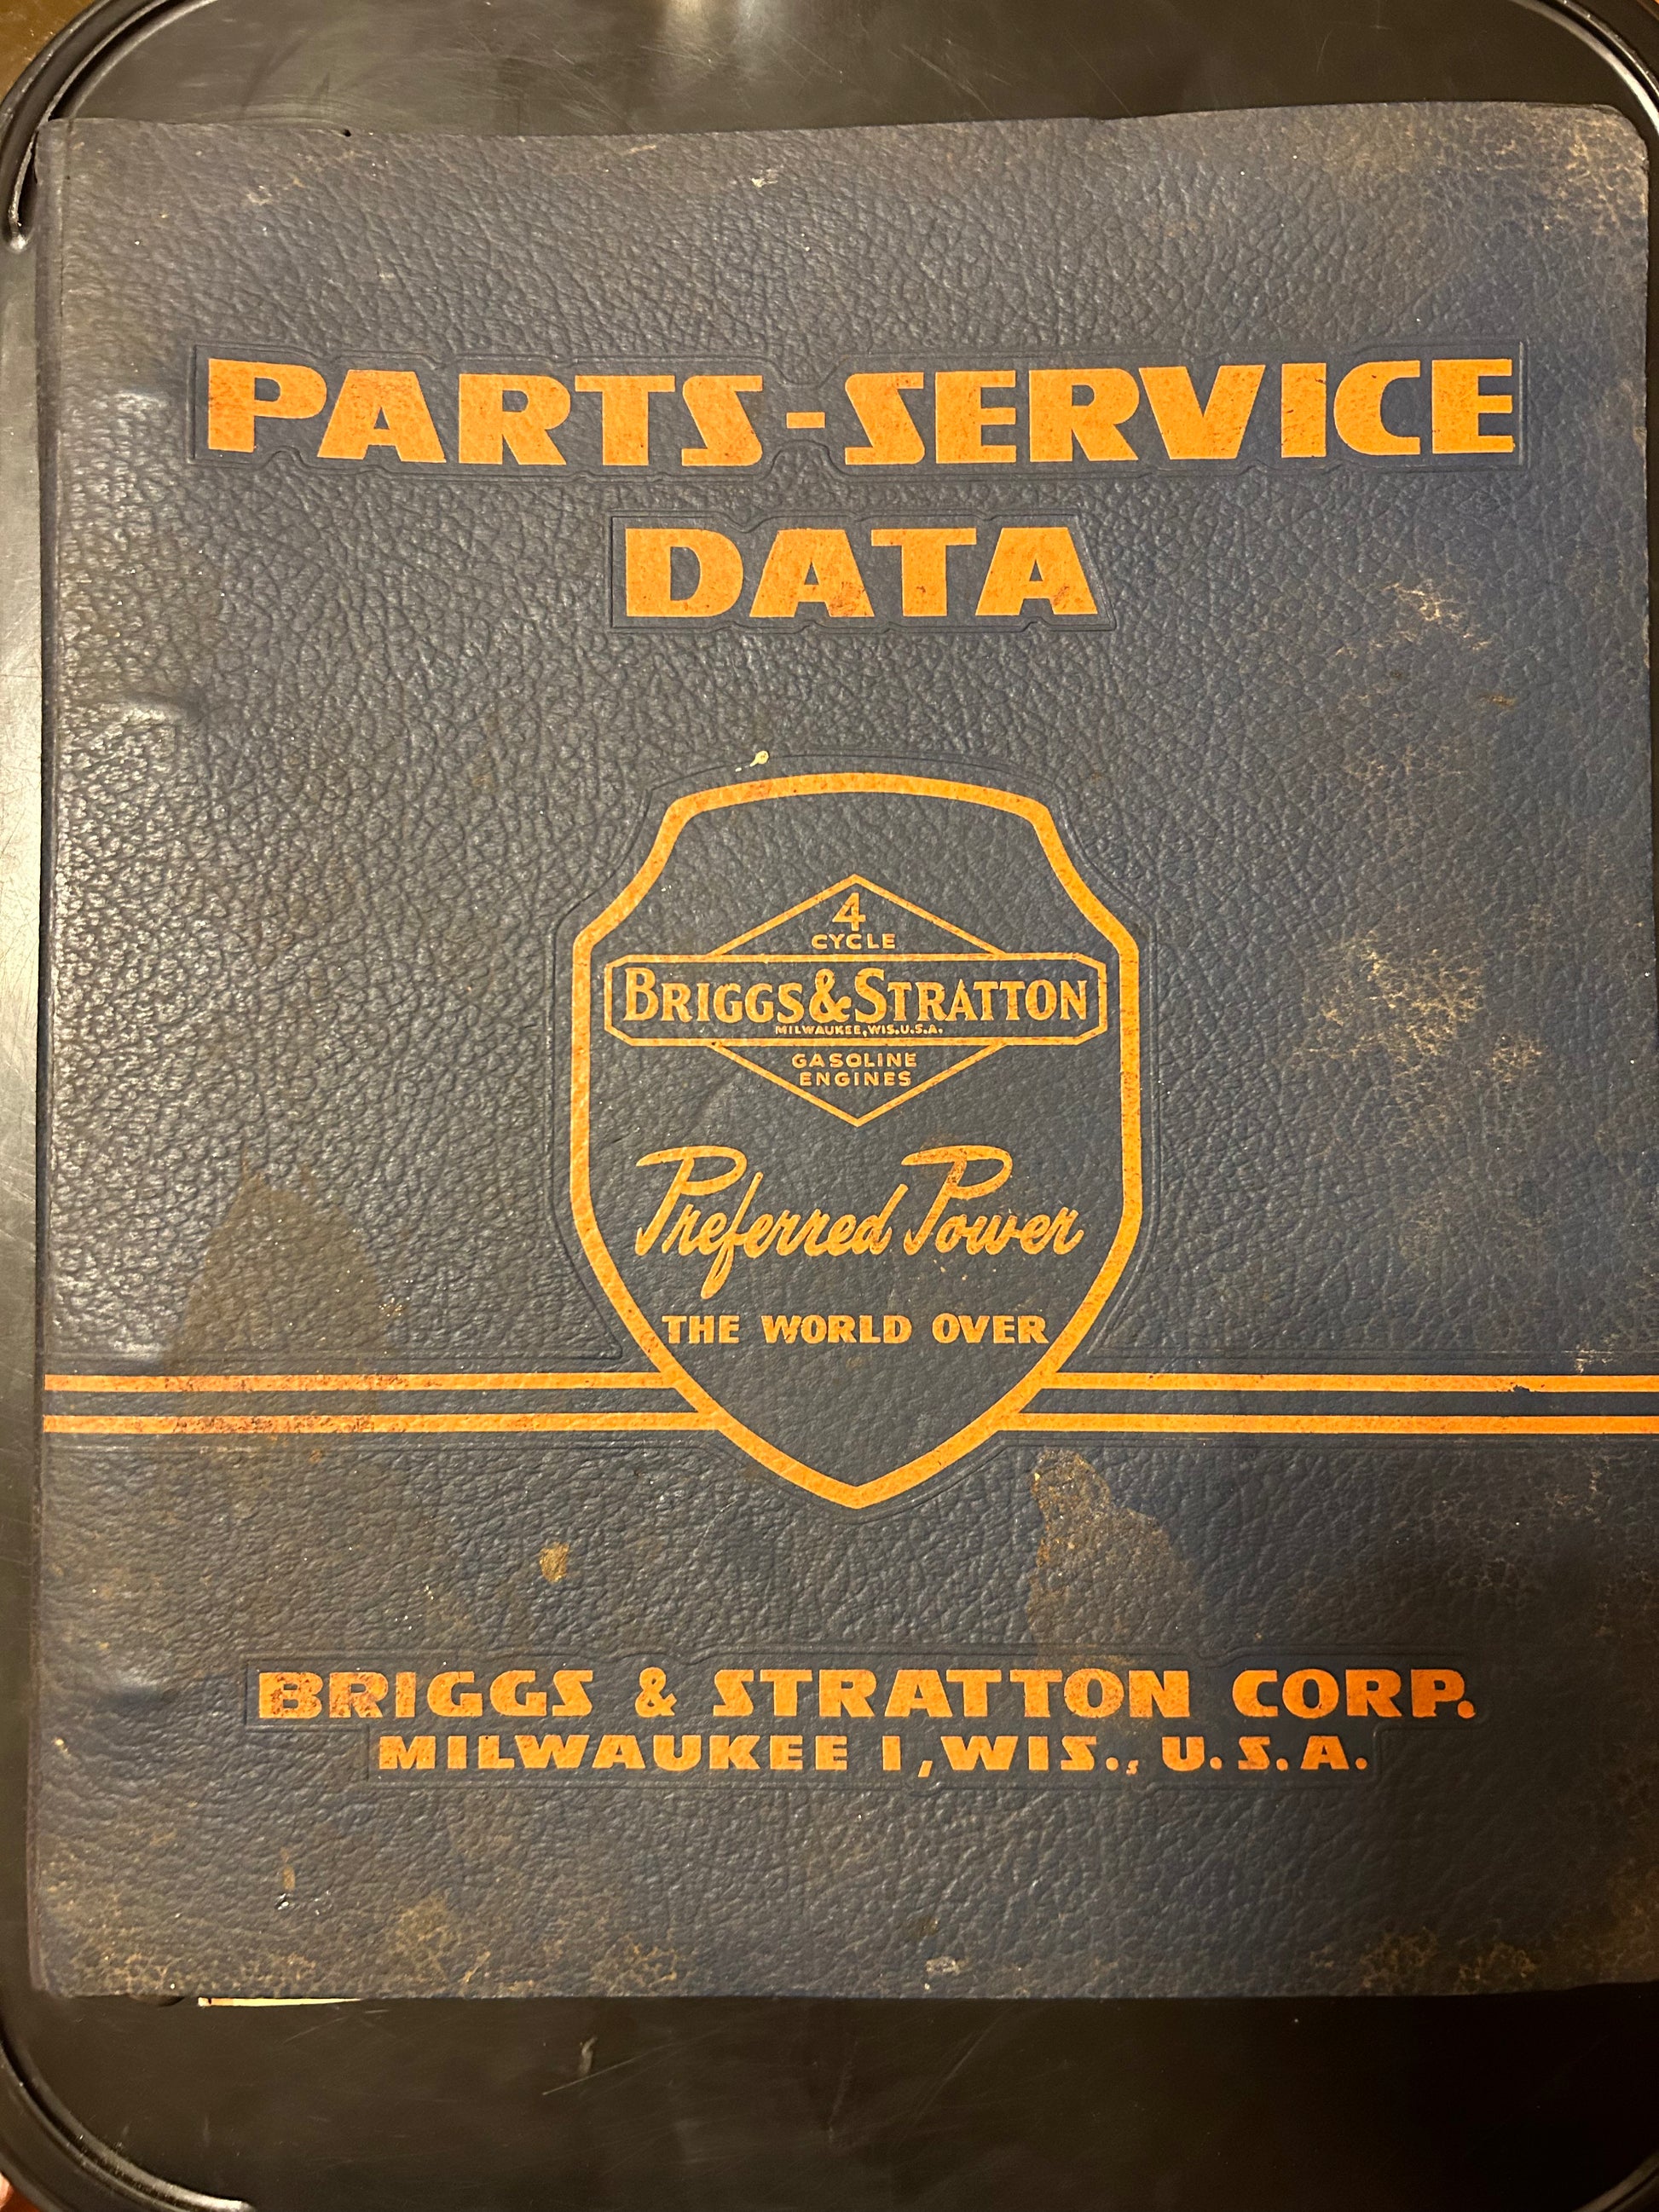 PARTS-SERVICE
DATA
4
CYCLE
BRIGGS&STRATTON
MILWAUKEE,WIS.U.S.A.
GASOLINE
ENGINES
Preferred Power
THE WORLD OVER
BRIGGS & STRATTON CORP.
MILWAUKEE 1, WIS., U.S.A.